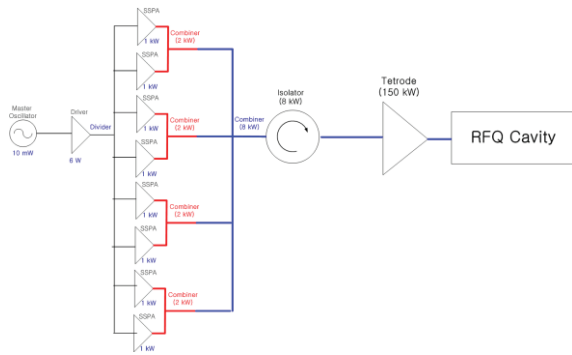 Master
Oscillator
10 mW
Driver
6 W
Divider
SSPA
1 kW
SSPA
1 kW
Combiner
(2 kW)
SSPA
1 kW
SSPA
1 kW
Combiner
(2 kW)
SSPA
1 kW
SSPA
1 kW
Combiner
(2 kW)
SSPA
1 kW
SSPA
1 kW
Combiner
(2 kW)
Combiner
(8 kW)
Isolator
(8 kW)
Tetrode
(150 kW)
RFQ Cavity